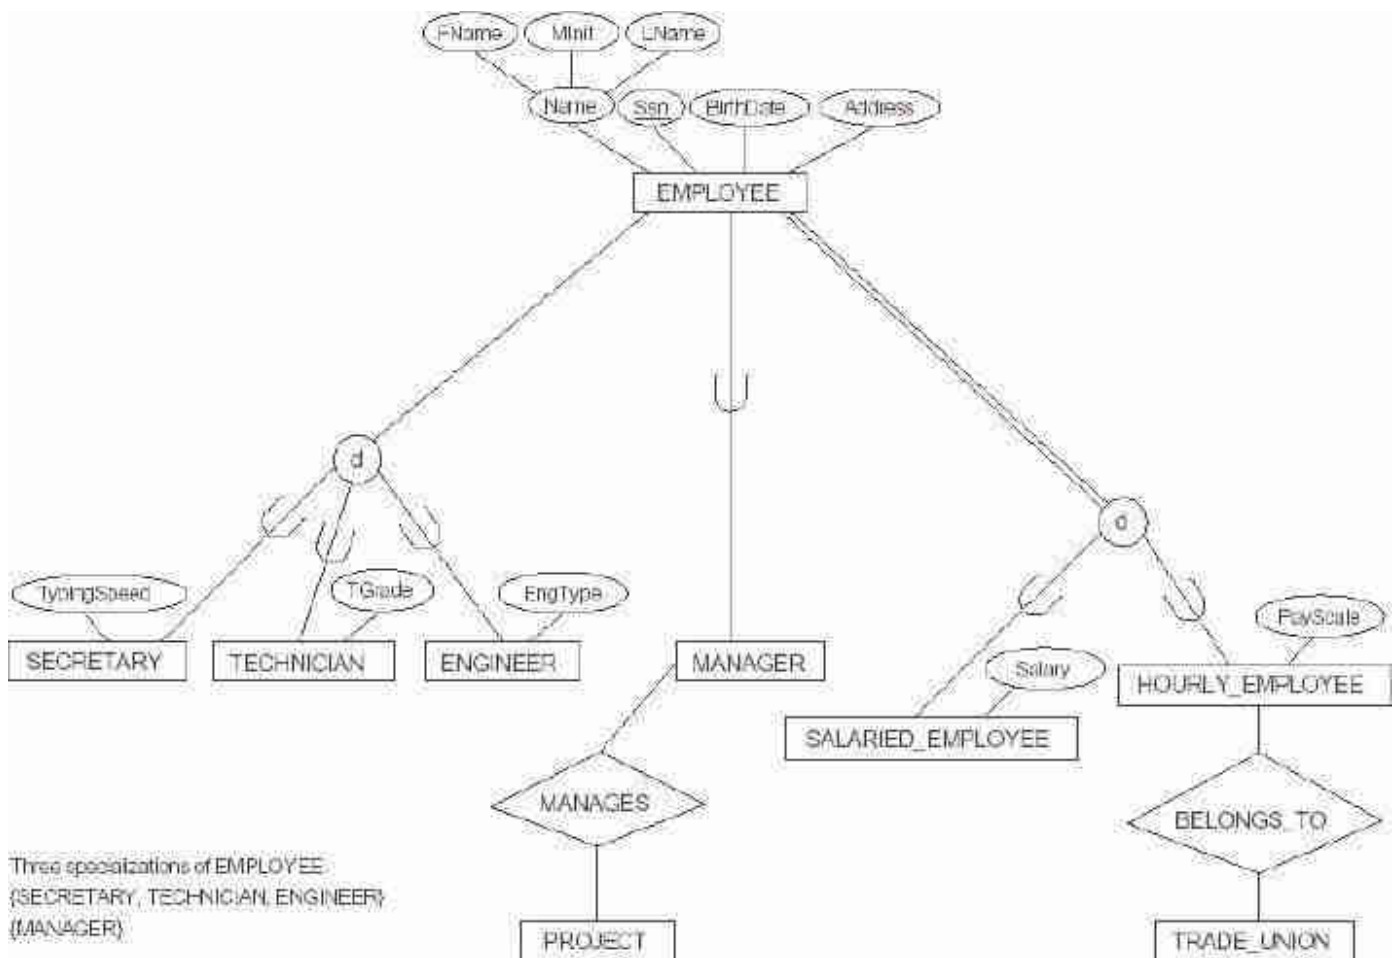 FName MInit LName
Name Ssn BirthDate Address
EMPLOYEE
d
d
TypingSpeed TGrade EngType
PayScale
SECRETARY TECHNICIAN ENGINEER MANAGER
Salary
HOURLY_EMPLOYEE
SALARIED_EMPLOYEE
MANAGES
BELONGS_TO
Three specializations of EMPLOYEE:
{SECRETARY, TECHNICIAN, ENGINEER}
{MANAGER}
PROJECT
TRADE_UNION